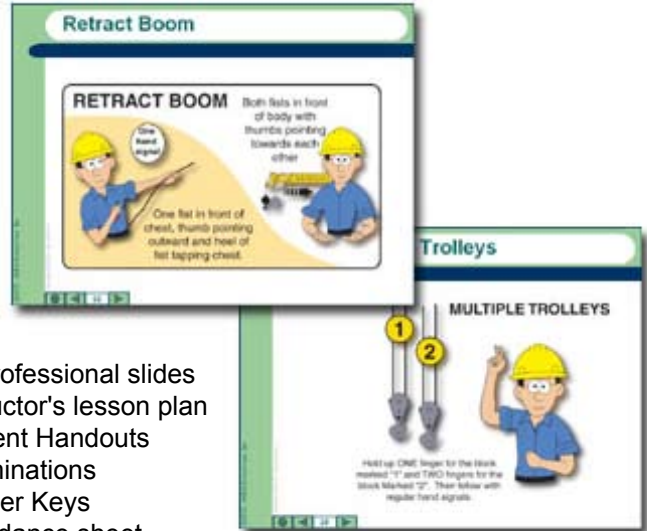 Retract Boom
RETRACT BOOM
Both fists in front
of body with
thumbs pointing
towards each
other
One
hand
signal
One fist in front of
chest, thumb pointing
outward and heel of
fist tapping chest.
Trolleys
MULTIPLE TROLLEYS
1
2
Hold up ONE finger for the block
marked "1" and TWO fingers for the
block Marked "2". Then follow with
regular hand signals.
rofessional slides
uctor's lesson plan
ent Handouts
minations
er Keys
dance sheet